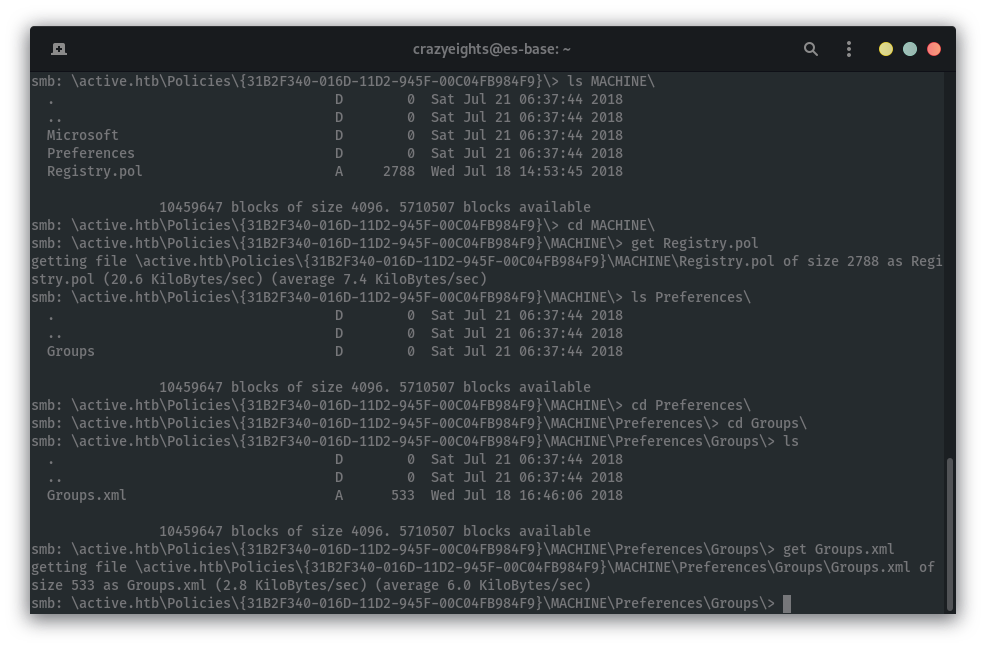 crazyeights@es-base: ~
smb: \active.htb\Policies\{31B2F340-016D-11D2-945F-00C04FB984F9}\> ls MACHINE\
  .                                   D        0  Sat Jul 21 06:37:44 2018
  ..                                  D        0  Sat Jul 21 06:37:44 2018
  Microsoft                           D        0  Sat Jul 21 06:37:44 2018
  Preferences                         D        0  Sat Jul 21 06:37:44 2018
  Registry.pol                        A     2788  Wed Jul 18 14:53:45 2018

                10459647 blocks of size 4096. 5710507 blocks available
smb: \active.htb\Policies\{31B2F340-016D-11D2-945F-00C04FB984F9}\> cd MACHINE\
smb: \active.htb\Policies\{31B2F340-016D-11D2-945F-00C04FB984F9}\MACHINE\> get Registry.pol
getting file \active.htb\Policies\{31B2F340-016D-11D2-945F-00C04FB984F9}\MACHINE\Registry.pol of size 2788 as Regi
stry.pol (20.6 KiloBytes/sec) (average 7.4 KiloBytes/sec)
smb: \active.htb\Policies\{31B2F340-016D-11D2-945F-00C04FB984F9}\MACHINE\> ls Preferences\
  .                                   D        0  Sat Jul 21 06:37:44 2018
  ..                                  D        0  Sat Jul 21 06:37:44 2018
  Groups                              D        0  Sat Jul 21 06:37:44 2018

                10459647 blocks of size 4096. 5710507 blocks available
smb: \active.htb\Policies\{31B2F340-016D-11D2-945F-00C04FB984F9}\MACHINE\> cd Preferences\
smb: \active.htb\Policies\{31B2F340-016D-11D2-945F-00C04FB984F9}\MACHINE\Preferences\> cd Groups\
smb: \active.htb\Policies\{31B2F340-016D-11D2-945F-00C04FB984F9}\MACHINE\Preferences\Groups\> ls
  .                                   D        0  Sat Jul 21 06:37:44 2018
  ..                                  D        0  Sat Jul 21 06:37:44 2018
  Groups.xml                          A      533  Wed Jul 18 16:46:06 2018

                10459647 blocks of size 4096. 5710507 blocks available
smb: \active.htb\Policies\{31B2F340-016D-11D2-945F-00C04FB984F9}\MACHINE\Preferences\Groups\> get Groups.xml
getting file \active.htb\Policies\{31B2F340-016D-11D2-945F-00C04FB984F9}\MACHINE\Preferences\Groups\Groups.xml of
size 533 as Groups.xml (2.8 KiloBytes/sec) (average 6.0 KiloBytes/sec)
smb: \active.htb\Policies\{31B2F340-016D-11D2-945F-00C04FB984F9}\MACHINE\Preferences\Groups\>